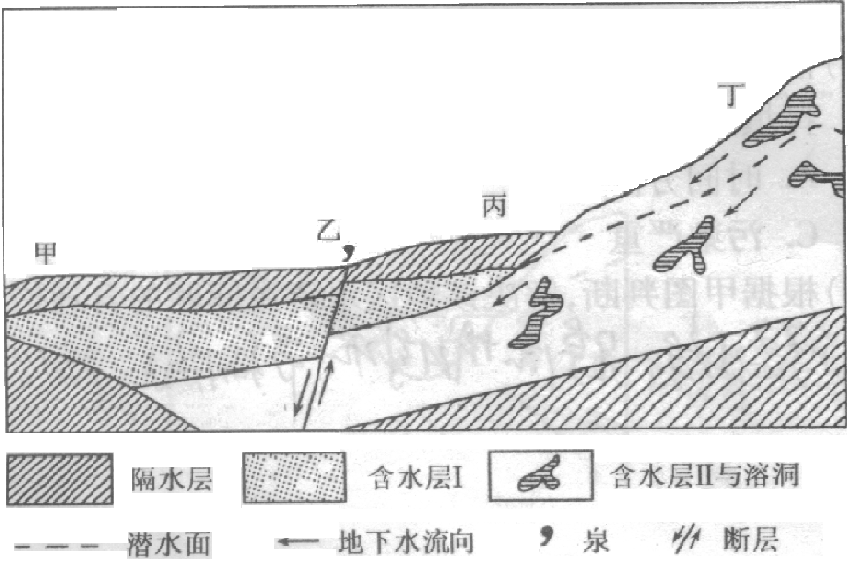 丁
丙
乙
甲
隔水层 含水层I 含水层II与溶洞
潜水面 地下水流向 泉 断层